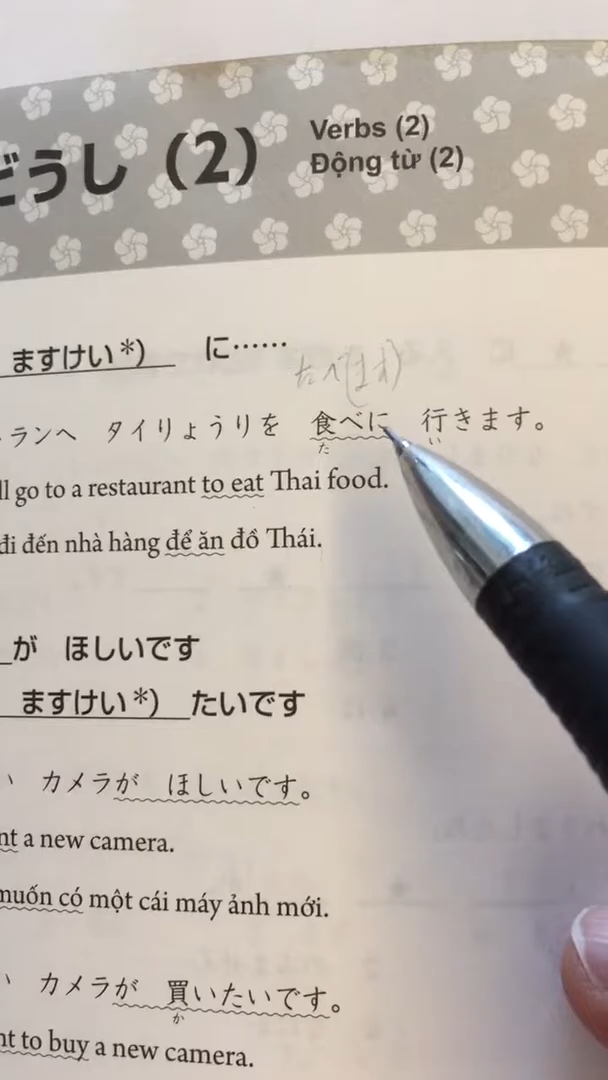 どうし (2)
Verbs (2)
Động từ (2)
ますけい*) に……
たべ(ます)
ランへ タイりょうりを 食べに 行きます。
た い
ll go to a restaurant to eat Thai food.
đi đến nhà hàng để ăn đồ Thái.
が ほしいです
ますけい*) たいです
い カメラが ほしいです。
nt a new camera.
muốn có một cái máy ảnh mới.
い カメラが 買いたいです。
か
nt to buy a new camera.